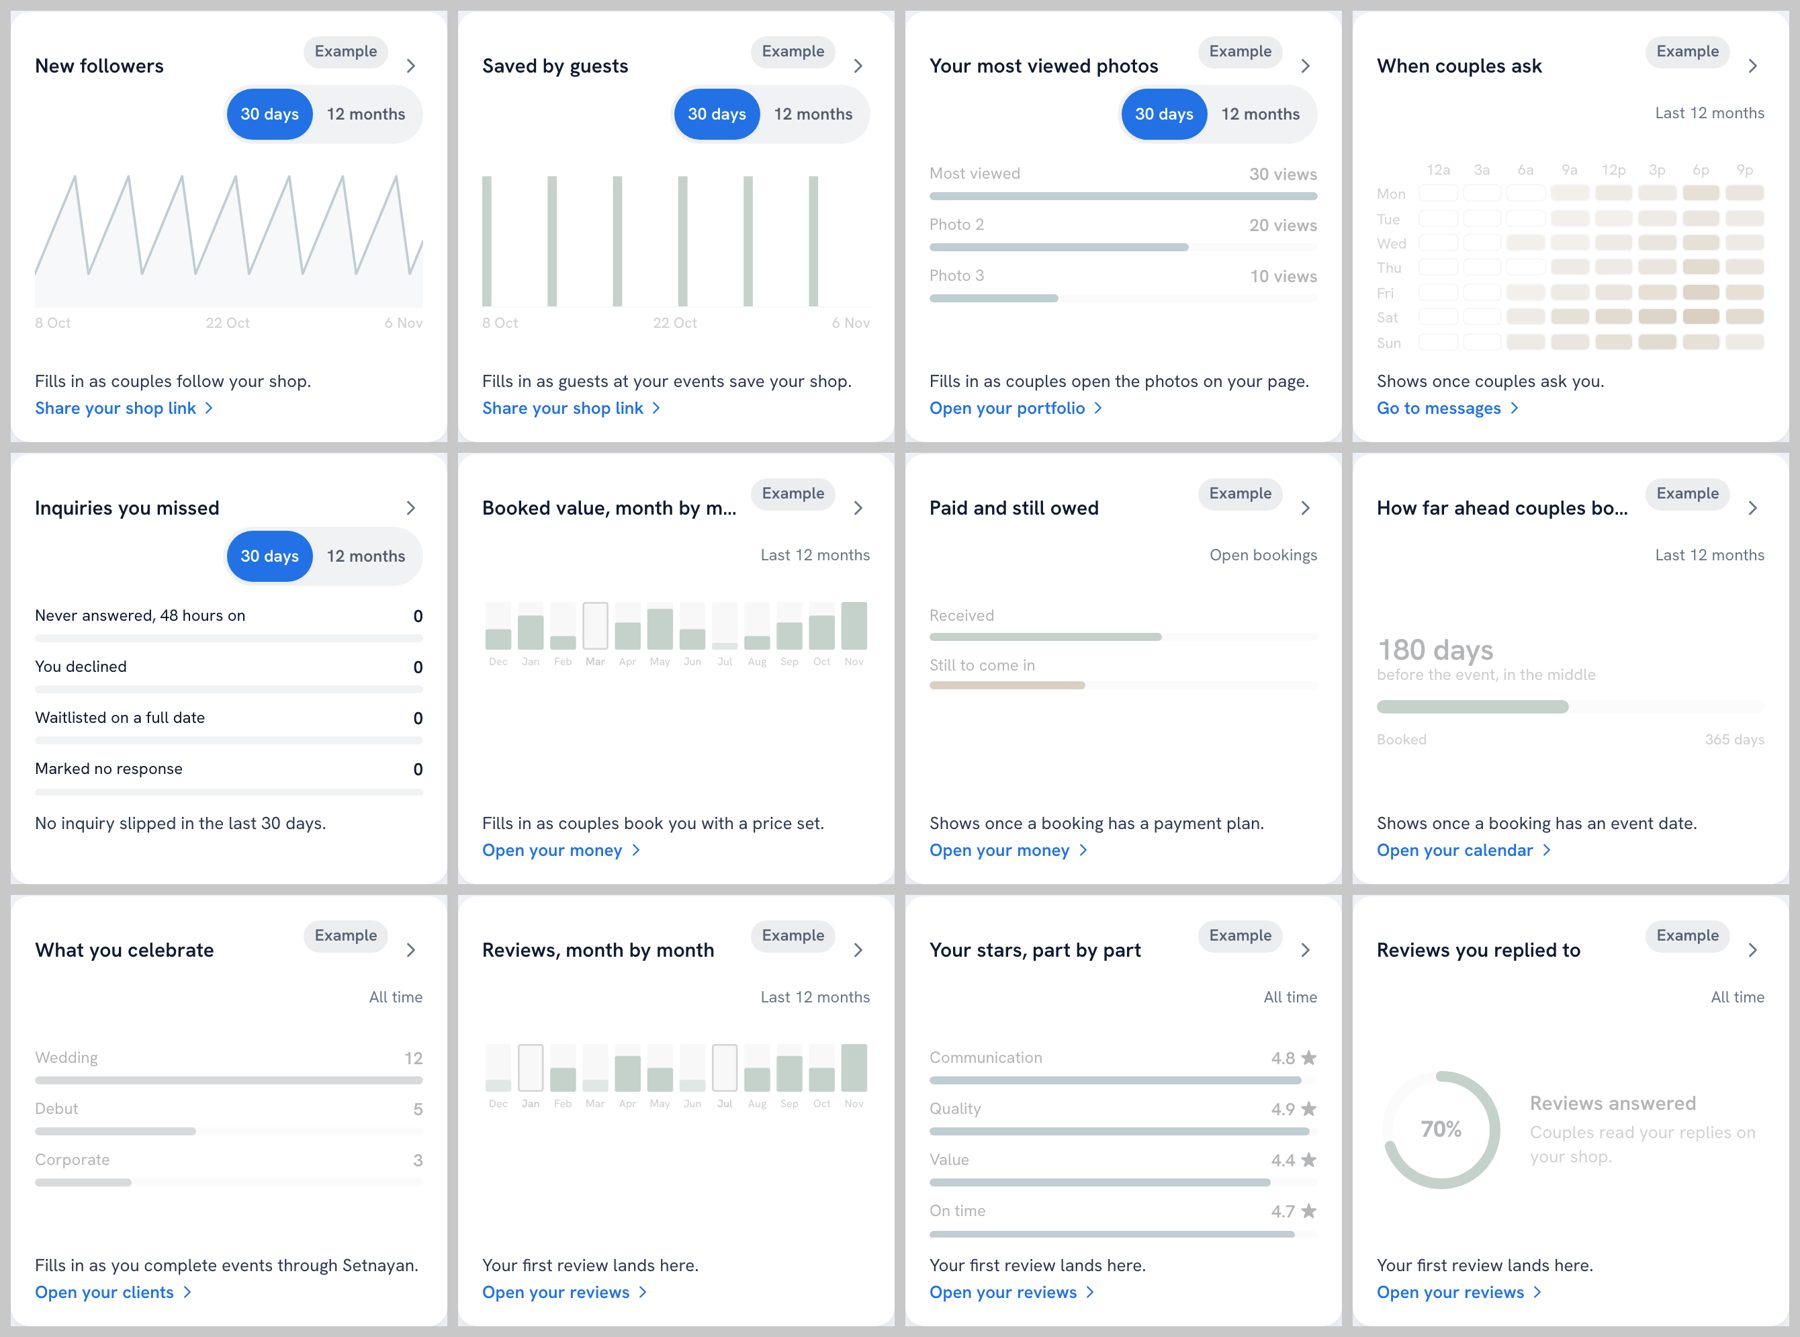 Example
New followers
30 days 12 months
8 Oct 22 Oct 6 Nov
Fills in as couples follow your shop.
Share your shop link
Example
Saved by guests
30 days 12 months
8 Oct 22 Oct 6 Nov
Fills in as guests at your events save your shop.
Share your shop link
Example
Your most viewed photos
30 days 12 months
Most viewed 30 views
Photo 2 20 views
Photo 3 10 views
Fills in as couples open the photos on your page.
Open your portfolio
Example
When couples ask
Last 12 months
12a 3a 6a 9a 12p 3p 6p 9p
Mon
Tue
Wed
Thu
Fri
Sat
Sun
Shows once couples ask you.
Go to messages
Inquiries you missed
30 days 12 months
Never answered, 48 hours on 0
You declined 0
Waitlisted on a full date 0
Marked no response 0
No inquiry slipped in the last 30 days.
Example
Booked value, month by m...
Last 12 months
Dec Jan Feb Mar Apr May Jun Jul Aug Sep Oct Nov
Fills in as couples book you with a price set.
Open your money
Example
Paid and still owed
Open bookings
Received
Still to come in
Shows once a booking has a payment plan.
Open your money
Example
How far ahead couples bo...
Last 12 months
180 days
before the event, in the middle
Booked 365 days
Shows once a booking has an event date.
Open your calendar
Example
What you celebrate
All time
Wedding 12
Debut 5
Corporate 3
Fills in as you complete events through Setnayan.
Open your clients
Example
Reviews, month by month
Last 12 months
Dec Jan Feb Mar Apr May Jun Jul Aug Sep Oct Nov
Your first review lands here.
Open your reviews
Example
Your stars, part by part
All time
Communication 4.8 ★
Quality 4.9 ★
Value 4.4 ★
On time 4.7 ★
Your first review lands here.
Open your reviews
Example
Reviews you replied to
All time
70%
Reviews answered
Couples read your replies on
your shop.
Your first review lands here.
Open your reviews